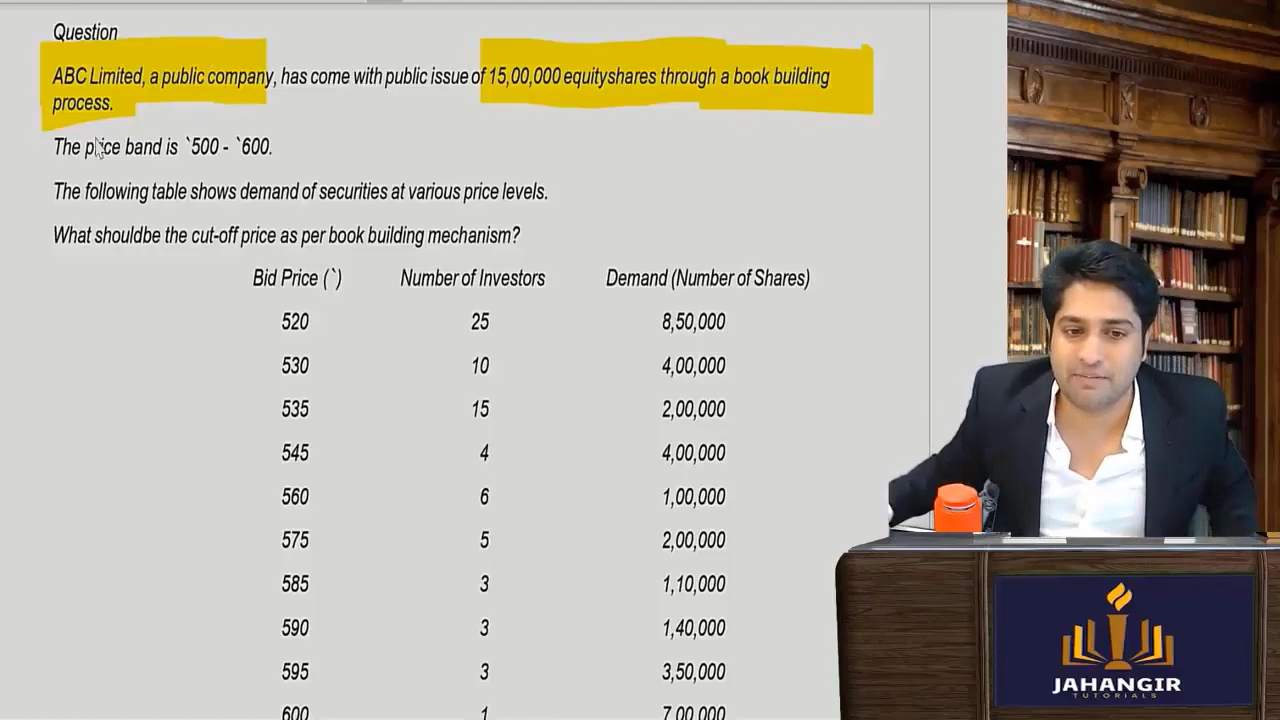 Question
ABC Limited, a public company, has come with public issue of 15,00,000 equityshares through a book building
process.
The price band is `500 - `600.
The following table shows demand of securities at various price levels.
What shouldbe the cut-off price as per book building mechanism?
Bid Price (`) Number of Investors Demand (Number of Shares)
520 25 8,50,000
530 10 4,00,000
535 15 2,00,000
545 4 4,00,000
560 6 1,00,000
575 5 2,00,000
585 3 1,10,000
590 3 1,40,000
595 3 3,50,000
600 1 7,00,000
JAHANGIR
TUTORIALS